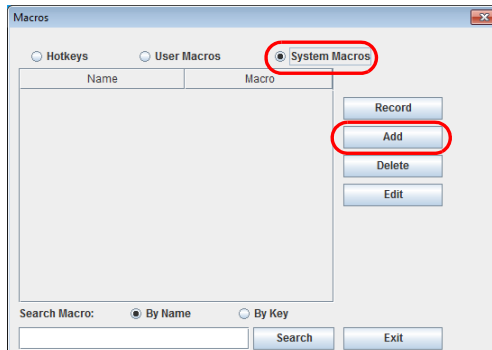 Macros
Hotkeys User Macros System Macros
Name Macro
Record
Add
Delete
Edit
Search Macro: By Name By Key
Search Exit